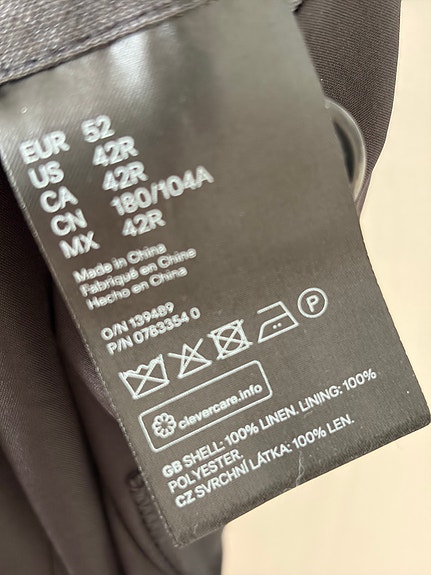 EUR 52
US 42R
CA 42R
CN 180/104A
MX 42R
Made in China
Fabriqué en Chine
Hecho en China
O/N 139489
P/N 0783354 0
P
clevercare.info
GB SHELL: 100% LINEN. LINING: 100%
POLYESTER.
CZ SVRCHNÍ LÁTKA: 100% LEN.